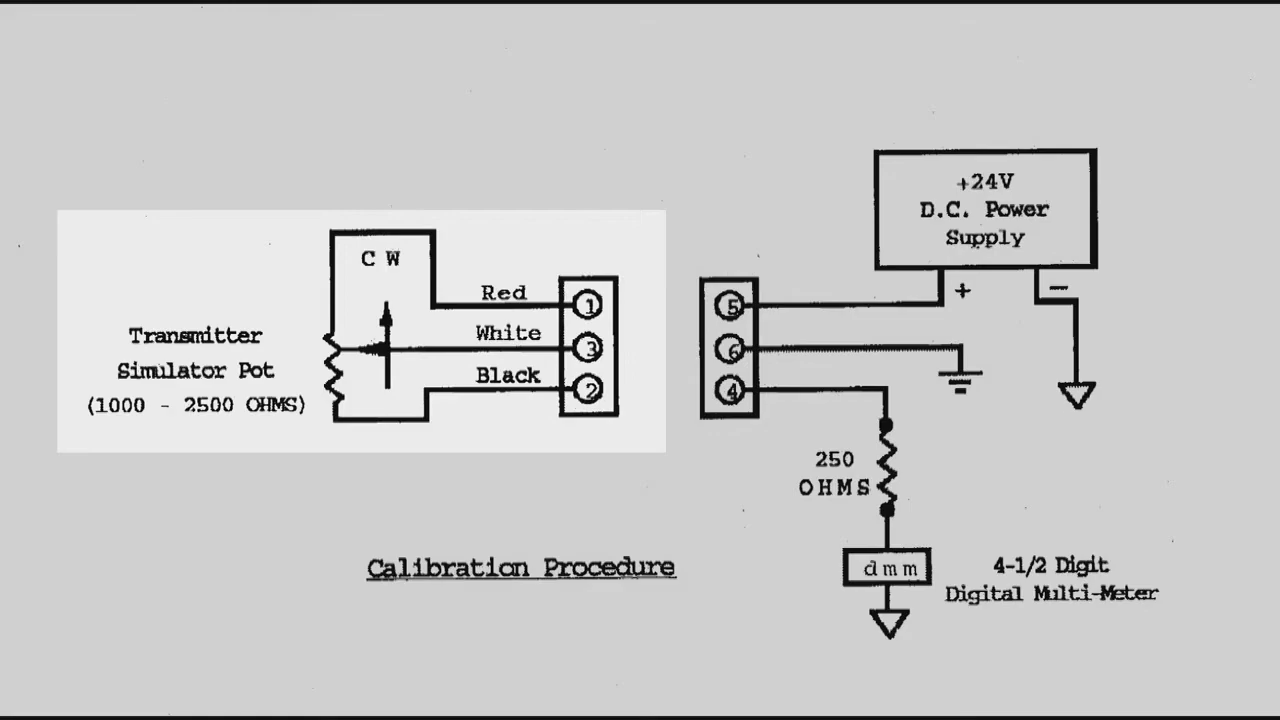 +24V
D.C. Power
Supply
+ −
C W
Red
White
Black
1
3
2
5
6
4
Transmitter
Simulator Pot
(1000 - 2500 OHMS)
250
OHMS
dmm
4-1/2 Digit
Digital Multi-Meter
Calibration Procedure